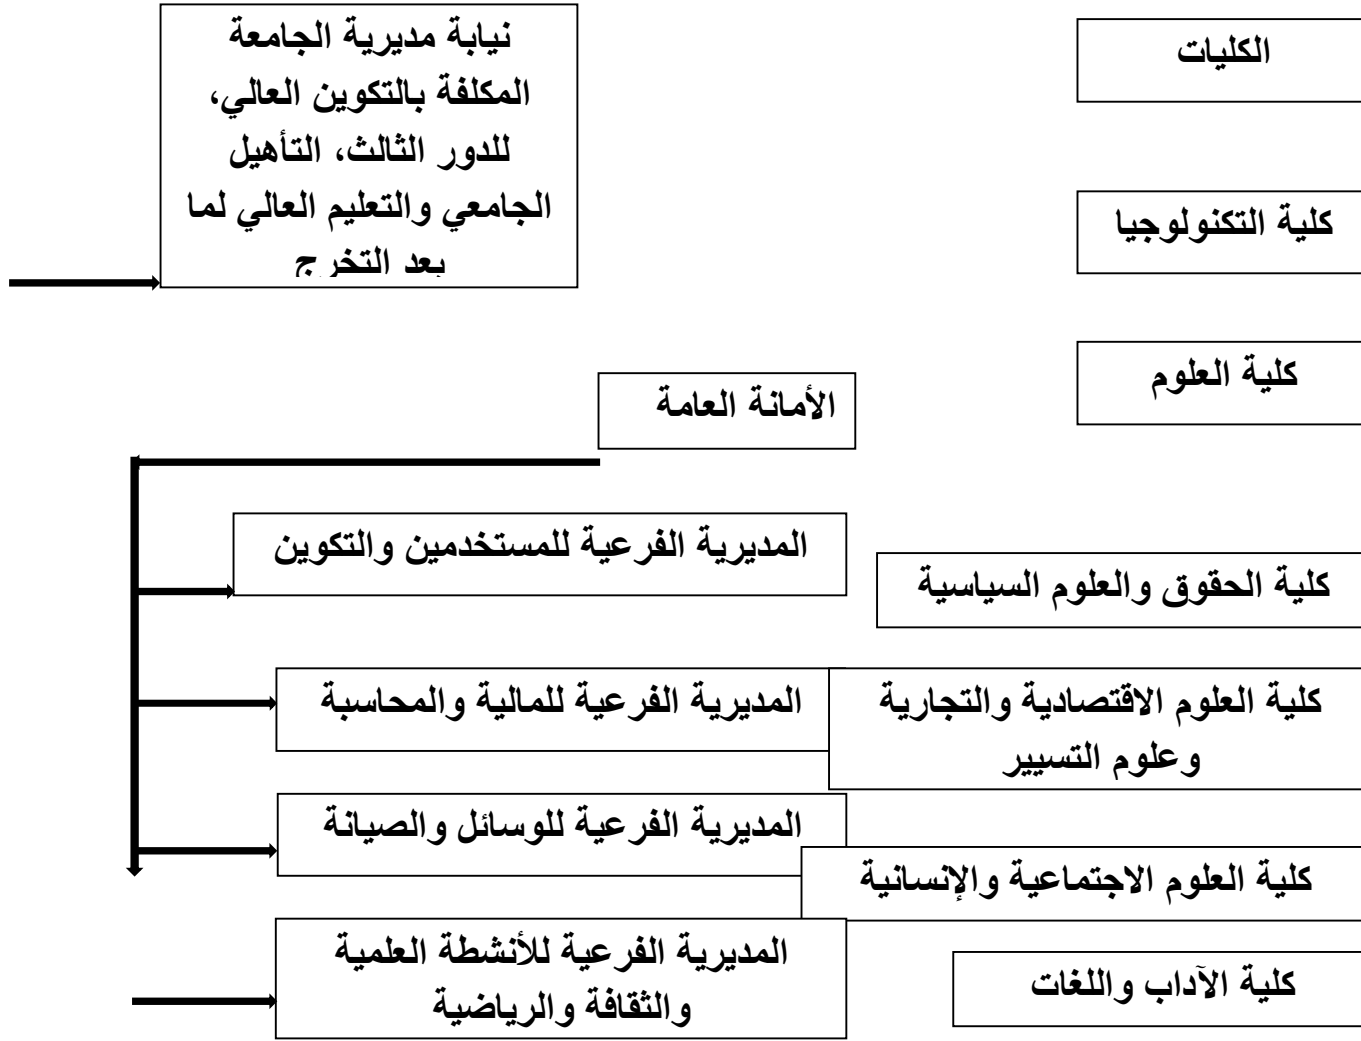 الكليات
كلية التكنولوجيا
كلية العلوم
كلية الحقوق والعلوم السياسية
كلية العلوم الاقتصادية والتجارية
وعلوم التسيير
كلية العلوم الاجتماعية والإنسانية
كلية الآداب واللغات
نيابة مديرية الجامعة
المكلفة بالتكوين العالي،
للدور الثالث، التأهيل
الجامعي والتعليم العالي لما
بعد التخرج
الأمانة العامة
المديرية الفرعية للمستخدمين والتكوين
المديرية الفرعية للمالية والمحاسبة
المديرية الفرعية للوسائل والصيانة
المديرية الفرعية للأنشطة العلمية
والثقافة والرياضية